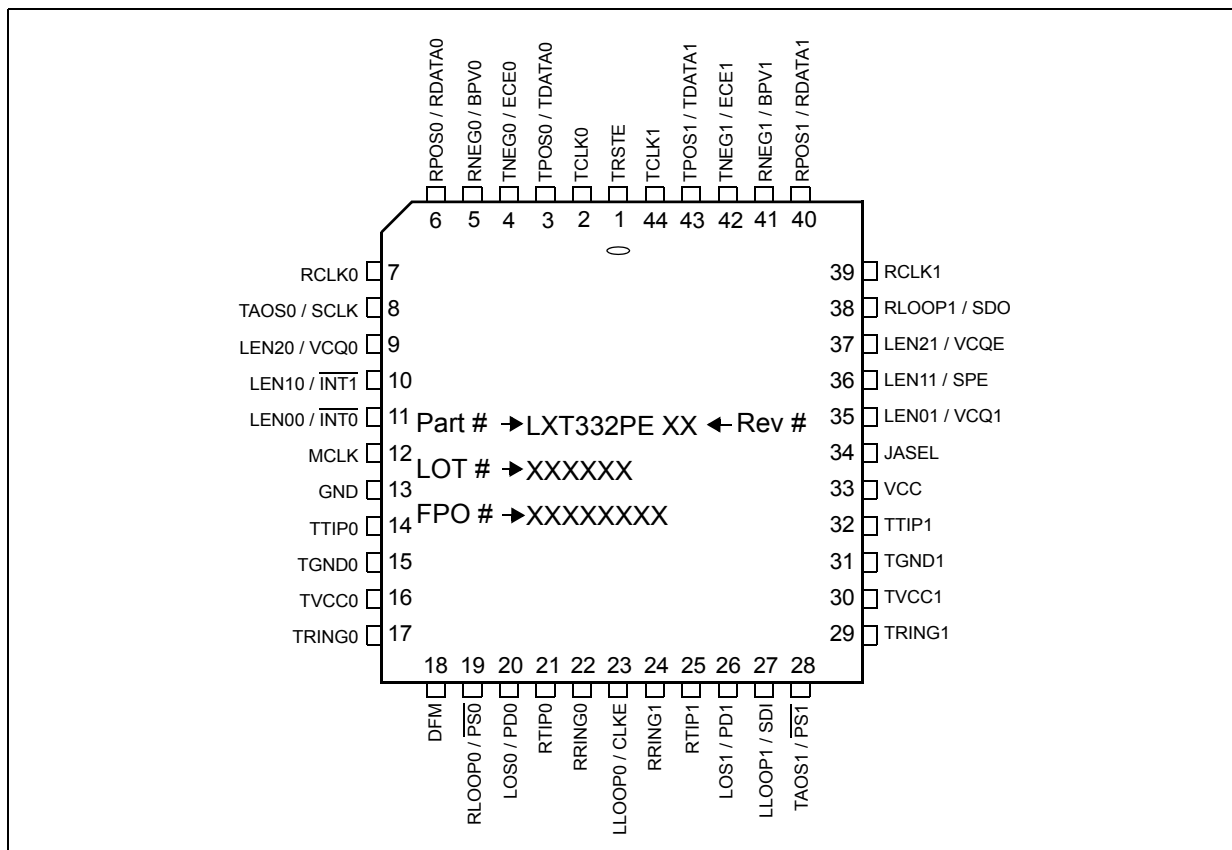 RPOS0 / RDATA0
RNEG0 / BPV0
TNEG0 / ECE0
TPOS0 / TDATA0
TCLK0
TRSTE
TCLK1
TPOS1 / TDATA1
TNEG1 / ECE1
RNEG1 / BPV1
RPOS1 / RDATA1
6 5 4 3 2 1 44 43 42 41 40
RCLK0 7
TAOS0 / SCLK 8
LEN20 / VCQ0 9
LEN10 / I̅N̅T̅1̅ 10
LEN00 / I̅N̅T̅0̅ 11
MCLK 12
GND 13
TTIP0 14
TGND0 15
TVCC0 16
TRING0 17
39 RCLK1
38 RLOOP1 / SDO
37 LEN21 / VCQE
36 LEN11 / SPE
35 LEN01 / VCQ1
34 JASEL
33 VCC
32 TTIP1
31 TGND1
30 TVCC1
29 TRING1
Part # → LXT332PE XX ← Rev #
LOT # → XXXXXX
FPO # → XXXXXXXX
18 19 20 21 22 23 24 25 26 27 28
DFM
RLOOP0 / P̅S̅0̅
LOS0 / PD0
RTIP0
RRING0
LLOOP0 / CLKE
RRING1
RTIP1
LOS1 / PD1
LLOOP1 / SDI
TAOS1 / P̅S̅1̅